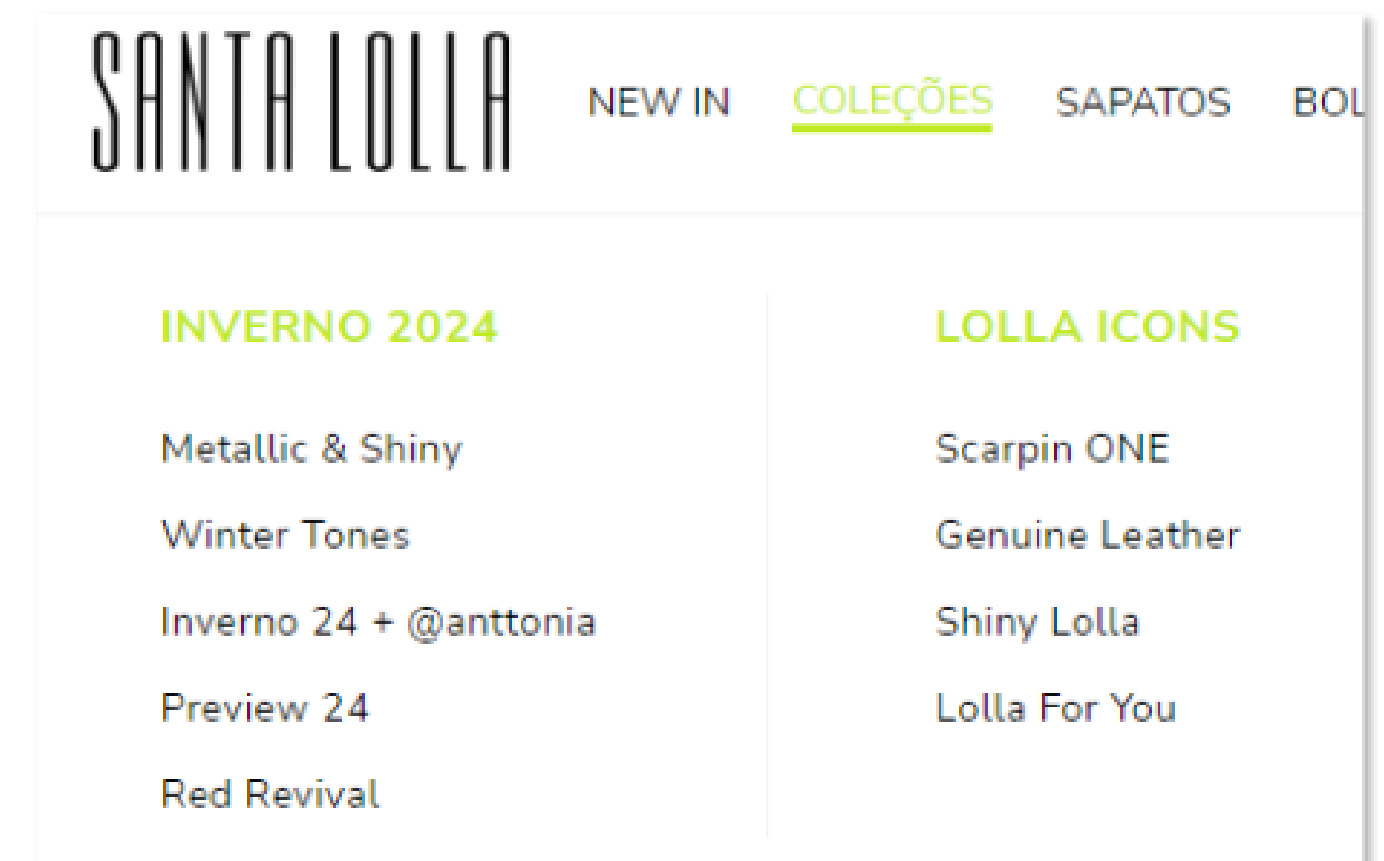 SANTA LOLLA
NEW IN COLEÇÕES SAPATOS BOL
INVERNO 2024
Metallic & Shiny
Winter Tones
Inverno 24 + @anttonia
Preview 24
Red Revival
LOLLA ICONS
Scarpin ONE
Genuine Leather
Shiny Lolla
Lolla For You